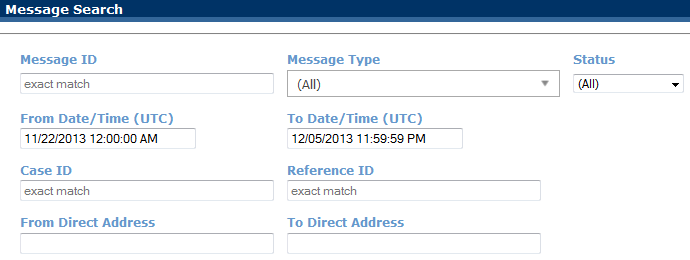 Message Search
Message ID Message Type Status
exact match (All) (All)
From Date/Time (UTC) To Date/Time (UTC)
11/22/2013 12:00:00 AM 12/05/2013 11:59:59 PM
Case ID Reference ID
exact match exact match
From Direct Address To Direct Address